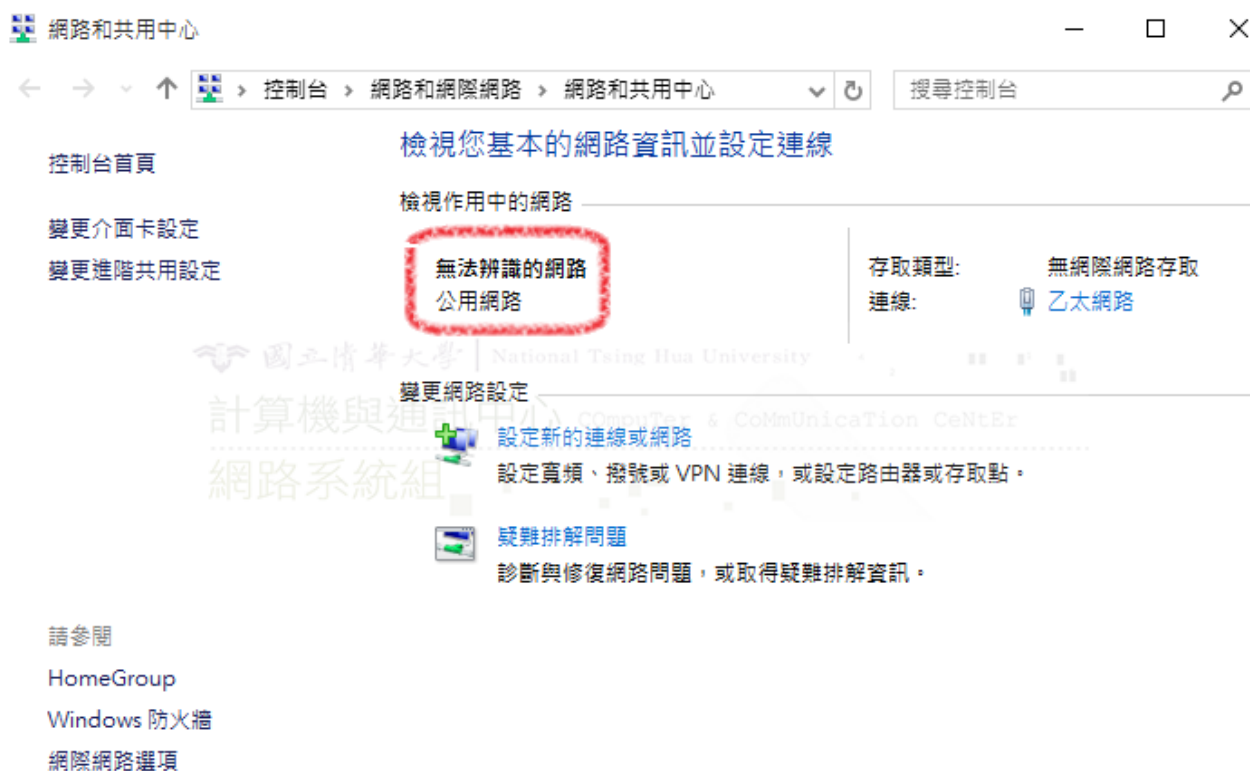 網路和共用中心
控制台 › 網路和網際網路 › 網路和共用中心
搜尋控制台
控制台首頁
變更介面卡設定
變更進階共用設定
檢視您基本的網路資訊並設定連線
檢視作用中的網路
無法辨識的網路
公用網路
存取類型: 無網際網路存取
連線: 乙太網路
國立清華大學 National Tsing Hua University
變更網路設定
計算機與通訊中心 COmpuTer & CoMmUnicaTion CeNtEr
設定新的連線或網路
設定寬頻、撥號或 VPN 連線，或設定路由器或存取點。
網路系統組
疑難排解問題
診斷與修復網路問題，或取得疑難排解資訊。
請參閱
HomeGroup
Windows 防火牆
網際網路選項